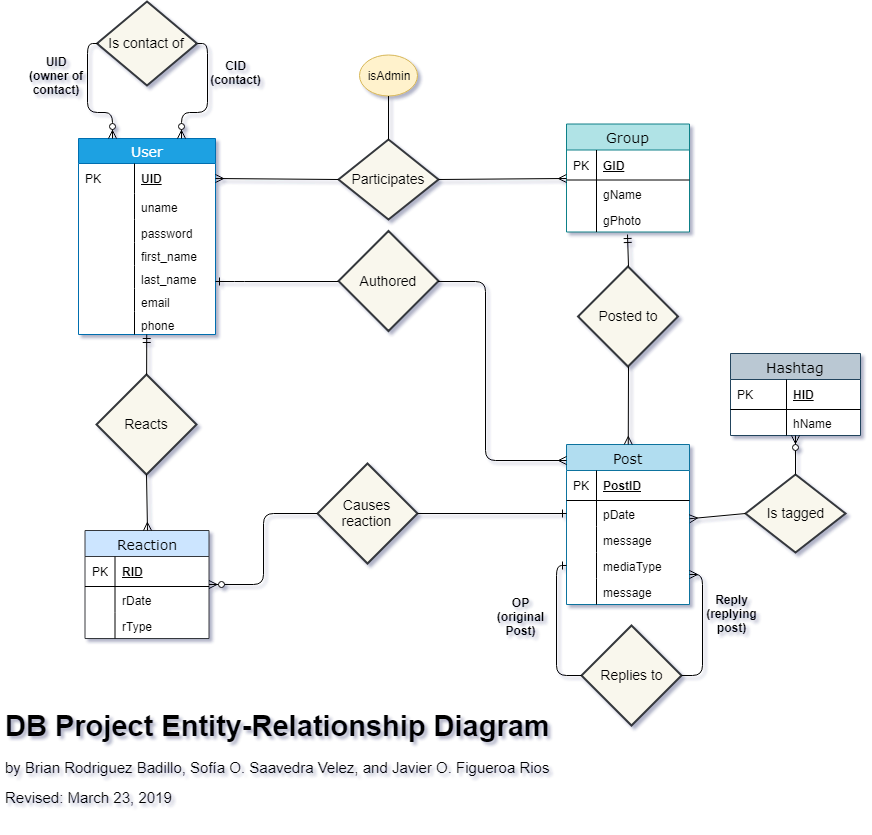 Is contact of
UID
(owner of
contact)
CID
(contact)
isAdmin
User
PK
UID
uname
password
first_name
last_name
email
phone
Participates
Group
PK
GID
gName
gPhoto
Authored
Posted to
Hashtag
PK
HID
hName
Reacts
Post
PK
PostID
pDate
message
mediaType
message
Causes
reaction
Is tagged
Reaction
PK
RID
rDate
rType
OP
(original
Post)
Reply
(replying
post)
Replies to
DB Project Entity-Relationship Diagram
by Brian Rodriguez Badillo, Sofía O. Saavedra Velez, and Javier O. Figueroa Rios
Revised: March 23, 2019